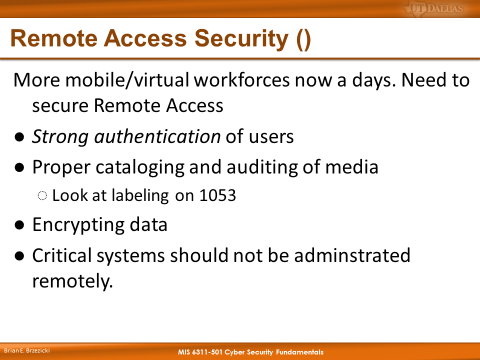 UT DALLAS
Remote Access Security ()
More mobile/virtual workforces now a days. Need to
secure Remote Access
● Strong authentication of users
● Proper cataloging and auditing of media
◌ Look at labeling on 1053
● Encrypting data
● Critical systems should not be adminstrated
remotely.
Brian E. Brzezicki
MIS 6311-501 Cyber Security Fundamentals